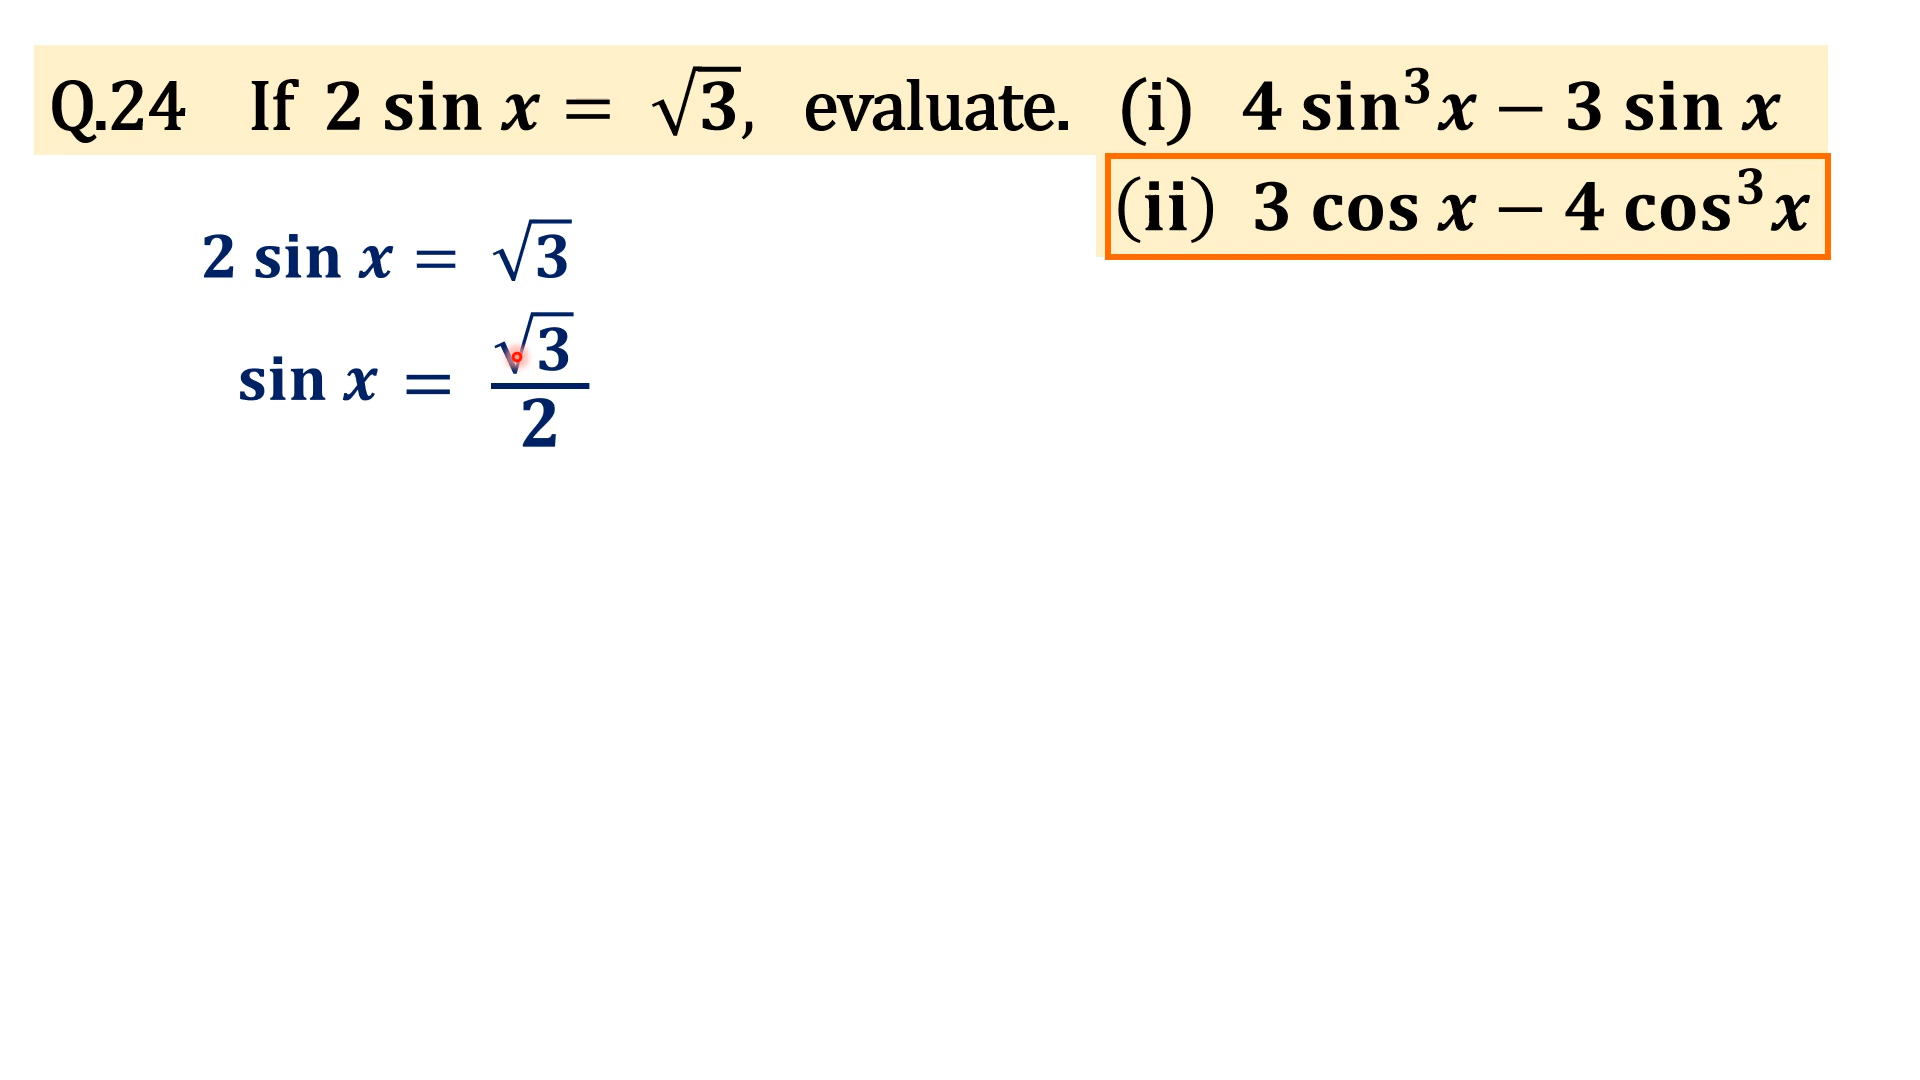 Q.24 If 2 sin x = √3, evaluate. (i) 4 sin³x − 3 sin x
(ii) 3 cos x − 4 cos³x
2 sin x = √3
sin x = √3/2